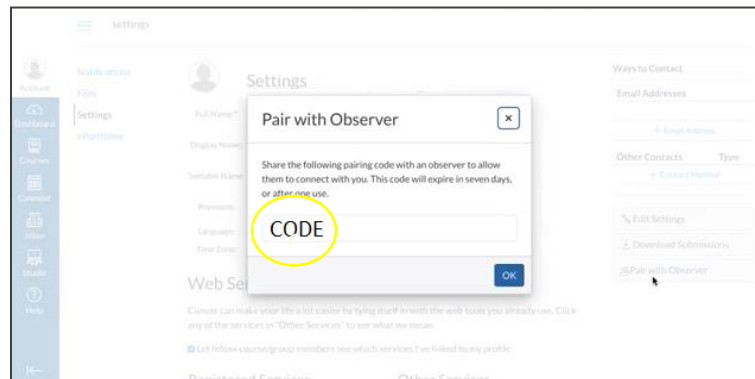 settings
Account
Dashboard
Courses
Calendar
Inbox
Studio
Help
Notifications
Files
Settings
ePortfolios
Settings
Full Name:*
Display Name:
Sortable Name:
Pronouns:
Language:
Time Zone:
Pair with Observer
Share the following pairing code with an observer to allow
them to connect with you. This code will expire in seven days,
or after one use.
CODE
OK
Ways to Contact
Email Addresses
+ Email Address
Other Contacts Type
+ Contact Method
Edit Settings
Download Submissions
Pair with Observer
Web Se
Canvas can make your life a lot easier by tying itself in with the web tools you already use. Click
any of the services in "Other Services" to see what we mean.
Let fellow course/group members see which services I've linked to my profile
Registered Services Other Services